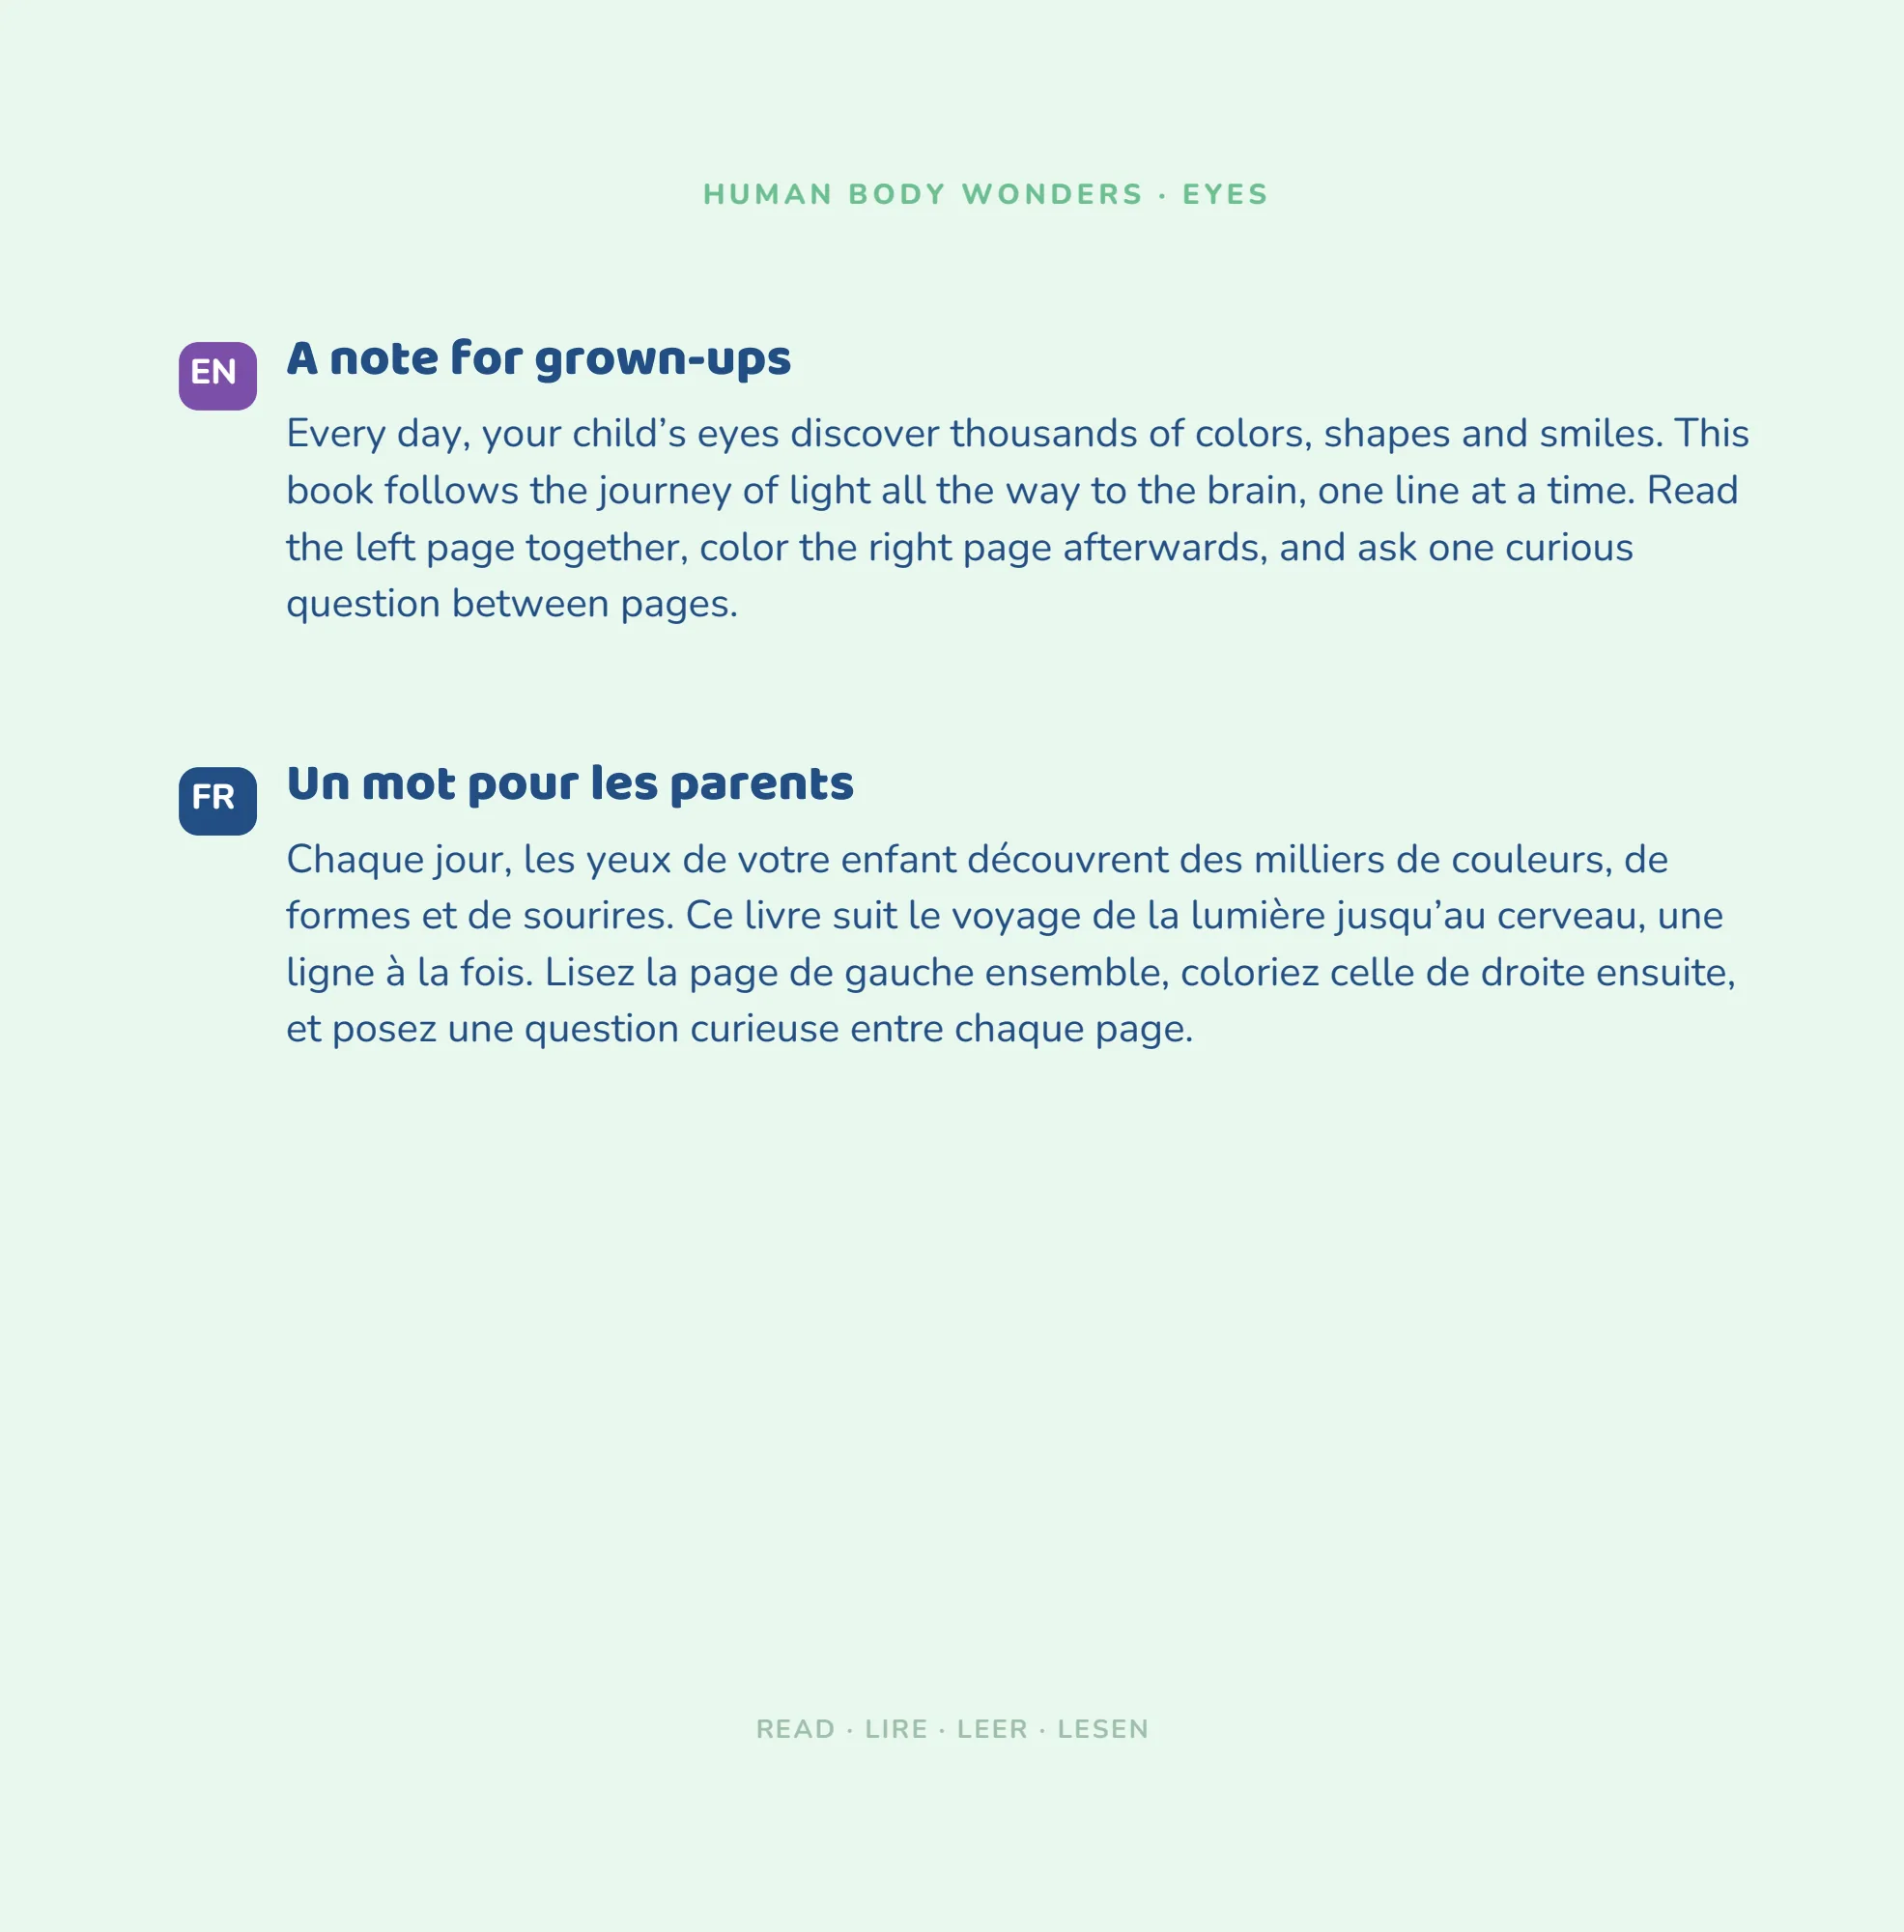 HUMAN BODY WONDERS · EYES
EN
A note for grown-ups
Every day, your child’s eyes discover thousands of colors, shapes and smiles. This
book follows the journey of light all the way to the brain, one line at a time. Read
the left page together, color the right page afterwards, and ask one curious
question between pages.
FR
Un mot pour les parents
Chaque jour, les yeux de votre enfant découvrent des milliers de couleurs, de
formes et de sourires. Ce livre suit le voyage de la lumière jusqu’au cerveau, une
ligne à la fois. Lisez la page de gauche ensemble, coloriez celle de droite ensuite,
et posez une question curieuse entre chaque page.
READ · LIRE · LEER · LESEN